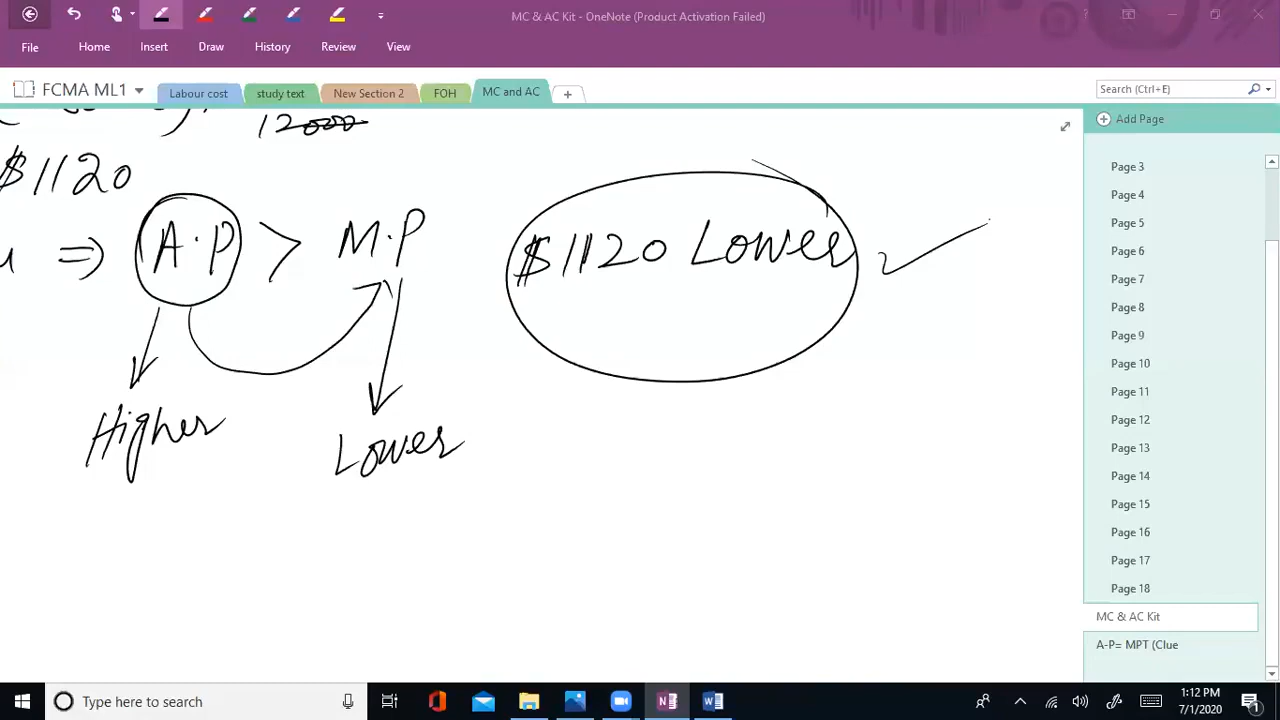 MC & AC Kit - OneNote (Product Activation Failed)
File Home Insert Draw History Review View
FCMA ML1 Labour cost study text New Section 2 FOH MC and AC
Search (Ctrl+E)
12000
$1120
⇒ A.P > M.P $1120 Lower ✓
Higher Lower
Add Page
Page 3
Page 4
Page 5
Page 6
Page 7
Page 8
Page 9
Page 10
Page 11
Page 12
Page 13
Page 14
Page 15
Page 16
Page 17
Page 18
MC & AC Kit
A-P= MPT (Clue
Type here to search
1:12 PM
7/1/2020